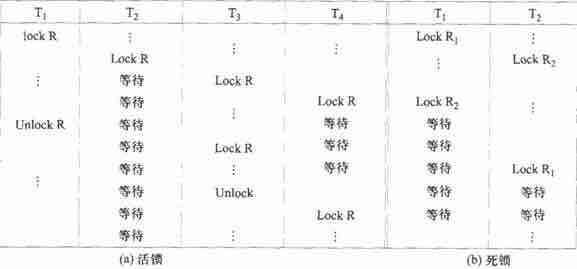 T₁ T₂ T₃ T₄ T₁ T₂
lock R ⋮ ⋮ ⋮ Lock R₁ ⋮
Lock R ⋮ Lock R₂
⋮ 等待 Lock R
等待 ⋮ Lock R Lock R₂ ⋮
Unlock R 等待 等待 等待
等待 Lock R 等待 等待
⋮ 等待 ⋮ 等待 等待 Lock R₁
等待 Unlock 等待 等待
等待 Lock R 等待 等待
等待 ⋮ ⋮ ⋮ ⋮
(a) 活锁 (b) 死锁